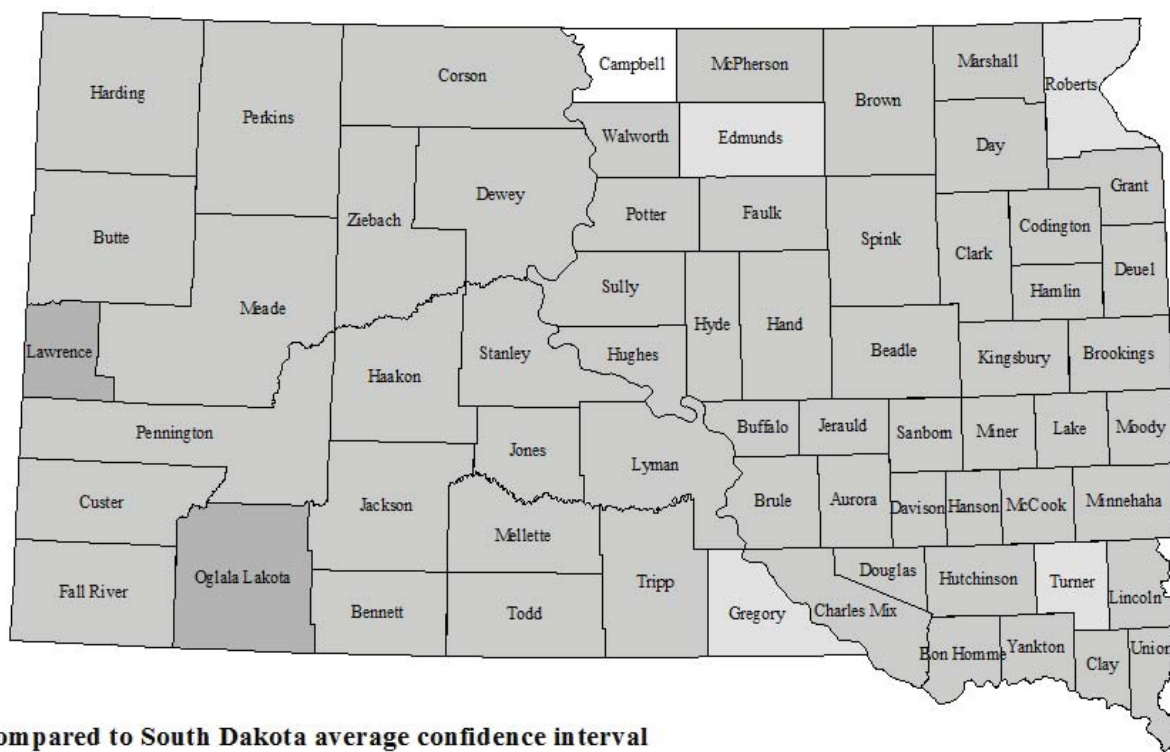 Campbell
McPherson
Marshall
Roberts
Corson
Harding
Brown
Perkins
Walworth
Edmunds
Day
Dewey
Grant
Potter
Faulk
Ziebach
Codington
Butte
Spink
Clark
Deuel
Sully
Hamlin
Meade
Hyde
Hand
Lawrence
Stanley
Hughes
Beadle
Kingsbury
Brookings
Haakon
Buffalo
Jerauld
Sanborn
Miner
Lake
Moody
Pennington
Jones
Lyman
Custer
Jackson
Brule
Aurora
Davison
Hanson
McCook
Minnehaha
Mellette
Oglala Lakota
Tripp
Douglas
Hutchinson
Turner
Fall River
Lincoln
Bennett
Todd
Gregory
Charles Mix
Bon Homme
Yankton
Clay
Union
ompared to South Dakota average confidence interval